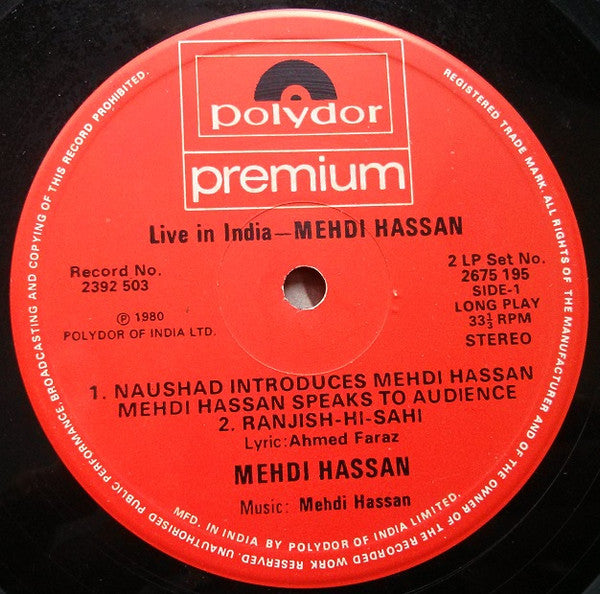 polydor
premium
Live in India—MEHDI HASSAN
Record No.
2392 503
℗ 1980
POLYDOR OF INDIA LTD.
2 LP Set No.
2675 195
SIDE-1
LONG PLAY
33⅓ RPM
STEREO
1. NAUSHAD INTRODUCES MEHDI HASSAN
MEHDI HASSAN SPEAKS TO AUDIENCE
2. RANJISH-HI-SAHI
Lyric: Ahmed Faraz
MEHDI HASSAN
Music: Mehdi Hassan
MFD. IN INDIA BY POLYDOR OF INDIA LIMITED.
REGISTERED TRADE MARK. ALL RIGHTS OF THE MANUFACTURER AND OF THE OWNER OF THE RECORDED WORK RESERVED. UNAUTHORISED PUBLIC PERFORMANCE, BROADCASTING AND COPYING OF THIS RECORD PROHIBITED.